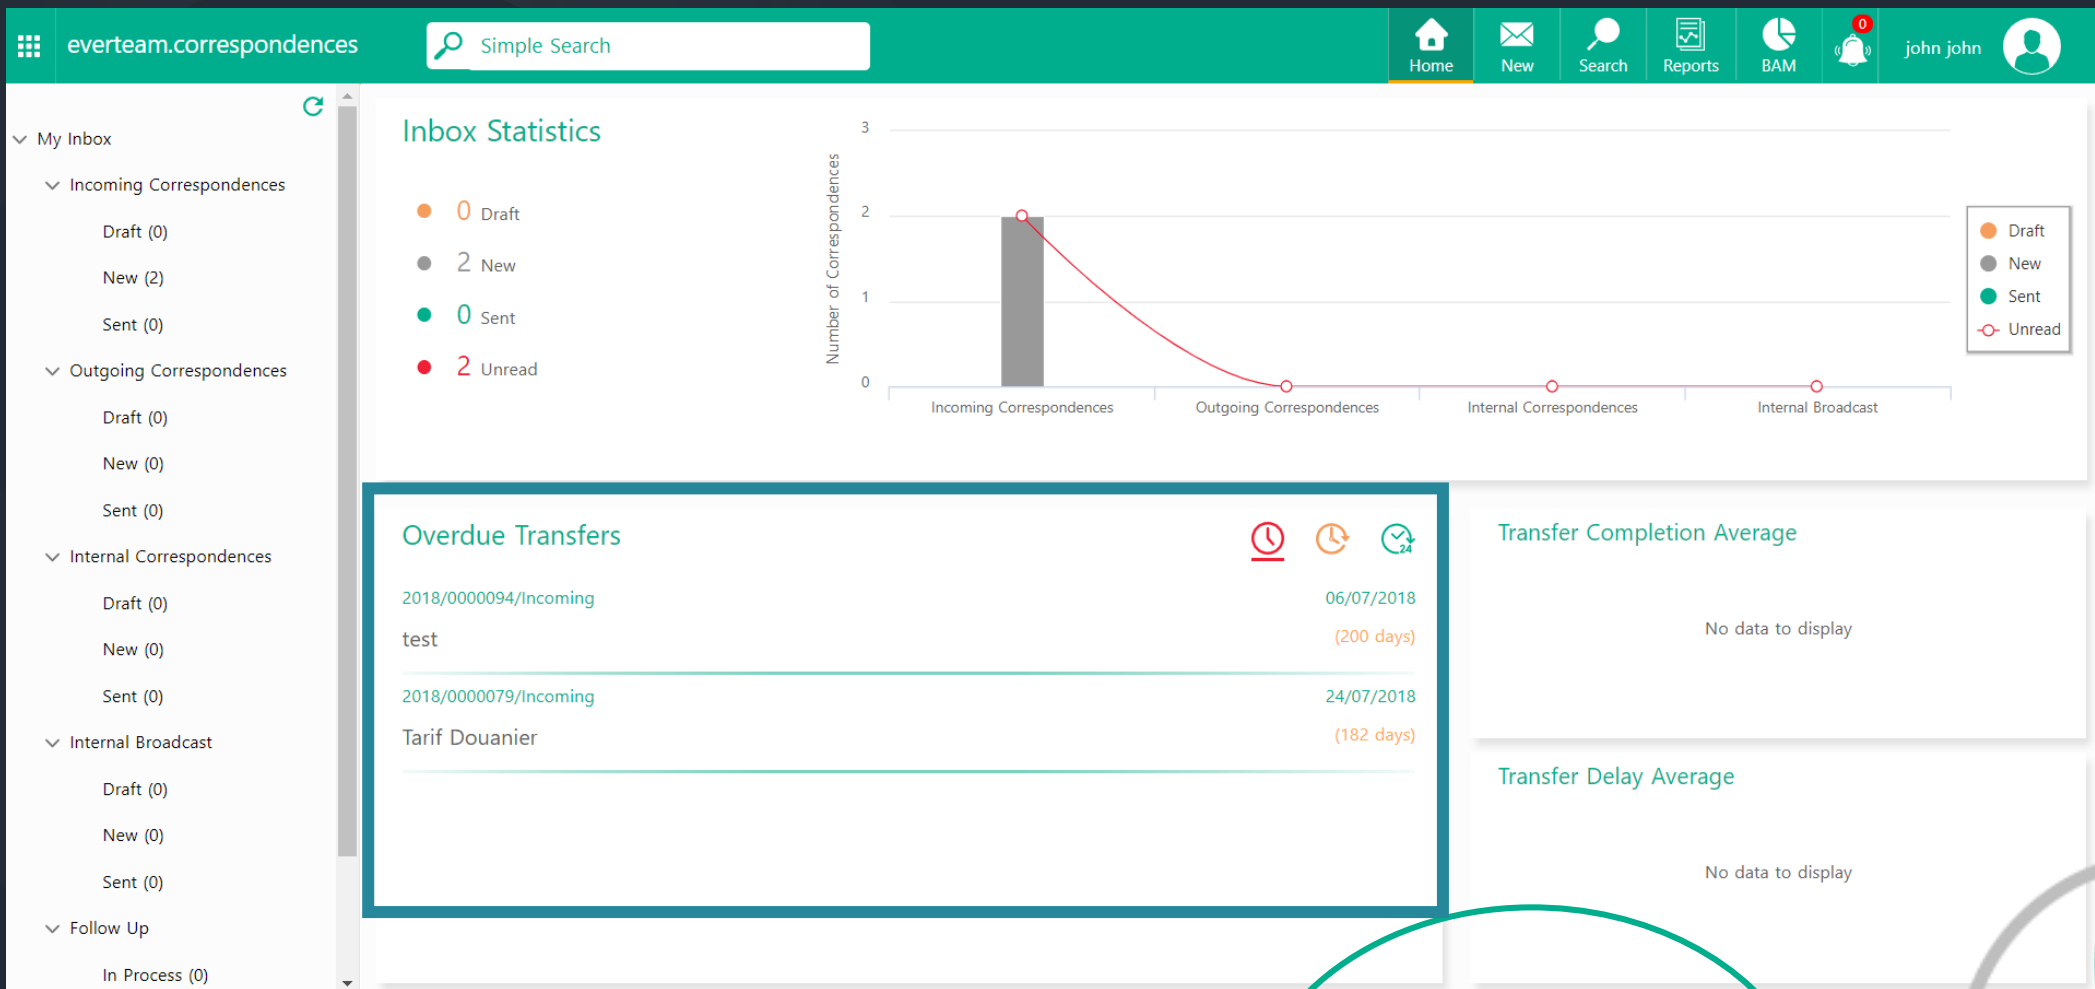 everteam.correspondences
Simple Search
Home
New
Search
Reports
BAM
0
john john
My Inbox
Incoming Correspondences
Draft (0)
New (2)
Sent (0)
Outgoing Correspondences
Draft (0)
New (0)
Sent (0)
Internal Correspondences
Draft (0)
New (0)
Sent (0)
Internal Broadcast
Draft (0)
New (0)
Sent (0)
Follow Up
In Process (0)
Inbox Statistics
0 Draft
2 New
0 Sent
2 Unread
Number of Correspondences
3
2
1
0
Incoming Correspondences
Outgoing Correspondences
Internal Correspondences
Internal Broadcast
Draft
New
Sent
Unread
Overdue Transfers
24
2018/0000094/Incoming 06/07/2018
test (200 days)
2018/0000079/Incoming 24/07/2018
Tarif Douanier (182 days)
Transfer Completion Average
No data to display
Transfer Delay Average
No data to display